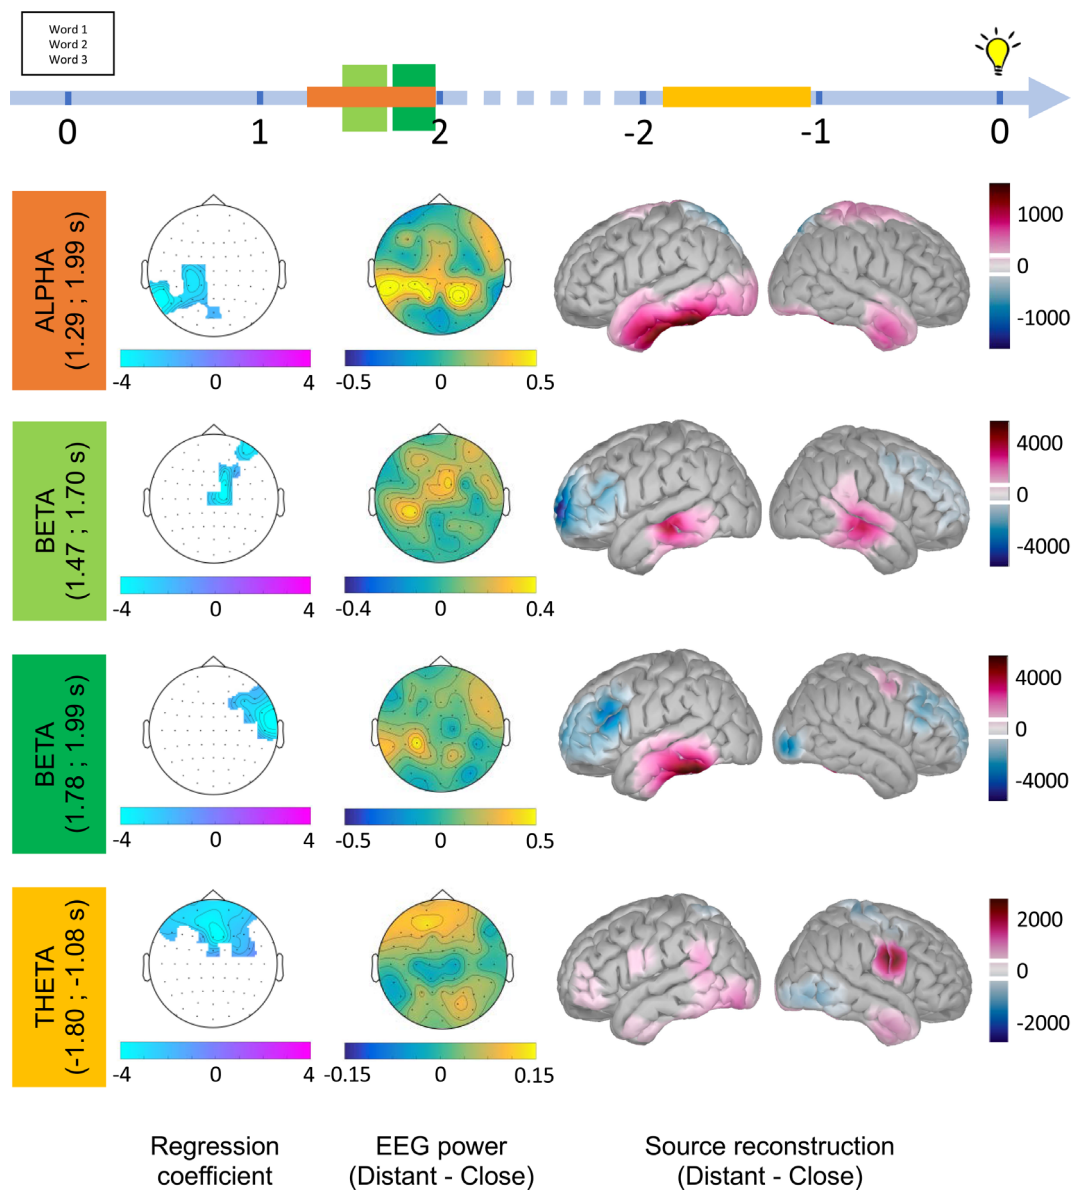 Word 1
Word 2
Word 3
0
1
2
-2
-1
0
ALPHA
(1.29 ; 1.99 s)
-4
0
4
-0.5
0
0.5
1000
0
-1000
BETA
(1.47 ; 1.70 s)
-4
0
4
-0.4
0
0.4
4000
0
-4000
BETA
(1.78 ; 1.99 s)
-4
0
4
-0.5
0
0.5
4000
0
-4000
THETA
(-1.80 ; -1.08 s)
-4
0
4
-0.15
0
0.15
2000
0
-2000
Regression
coefficient
EEG power
(Distant - Close)
Source reconstruction
(Distant - Close)